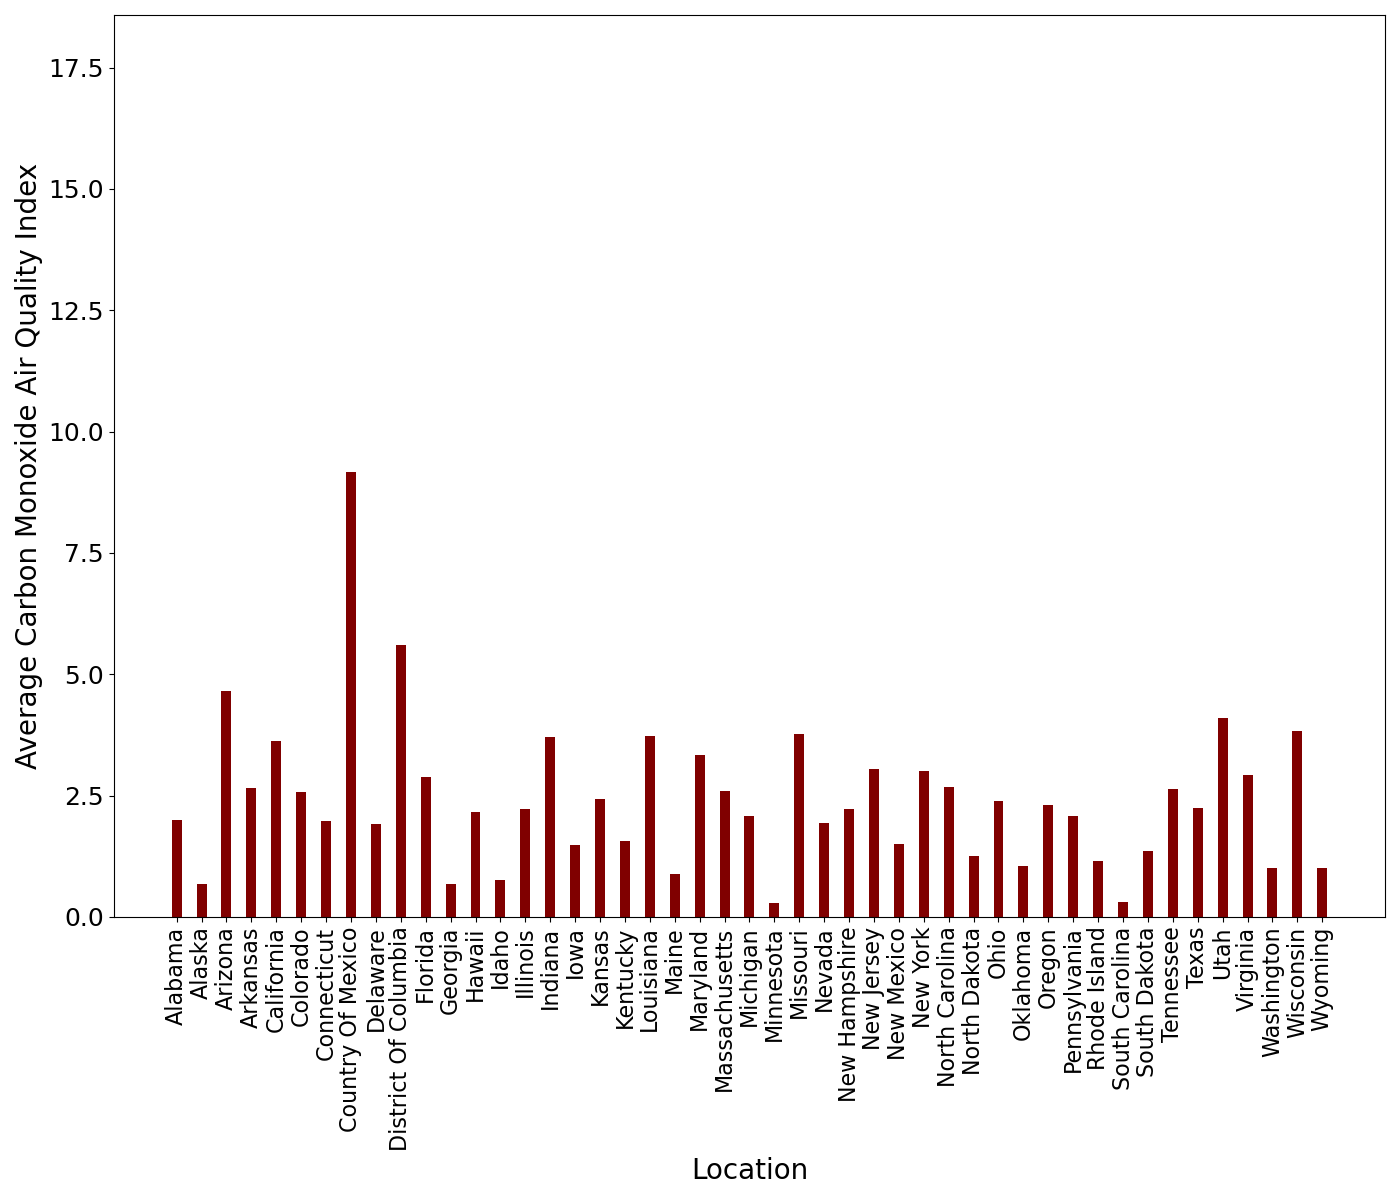 Average Carbon Monoxide Air Quality Index
17.5
15.0
12.5
10.0
7.5
5.0
2.5
0.0
Alabama
Alaska
Arizona
Arkansas
California
Colorado
Connecticut
Country Of Mexico
Delaware
District Of Columbia
Florida
Georgia
Hawaii
Idaho
Illinois
Indiana
Iowa
Kansas
Kentucky
Louisiana
Maine
Maryland
Massachusetts
Michigan
Minnesota
Missouri
Nevada
New Hampshire
New Jersey
New Mexico
New York
North Carolina
North Dakota
Ohio
Oklahoma
Oregon
Pennsylvania
Rhode Island
South Carolina
South Dakota
Tennessee
Texas
Utah
Virginia
Washington
Wisconsin
Wyoming
Location